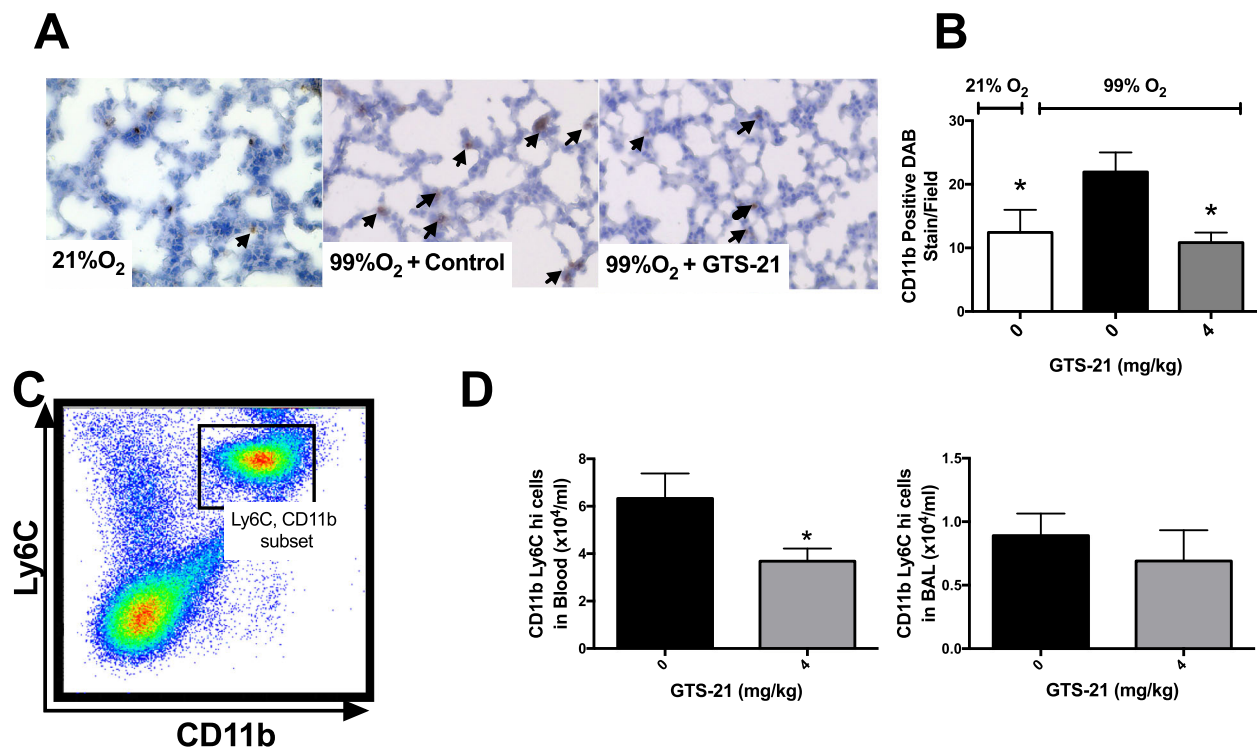 A
21%O2
99%O2 + Control
99%O2 + GTS-21
B
21% O2
99% O2
CD11b Positive DAB
Stain/Field
30
20
10
0
*
*
0
0
4
GTS-21 (mg/kg)
C
Ly6C
Ly6C, CD11b
subset
CD11b
D
CD11b Ly6C hi cells
in Blood (x10^4/ml)
8
6
4
2
0
*
0
4
GTS-21 (mg/kg)
CD11b Ly6C hi cells
in BAL (x10^4/ml)
1.5
1.0
0.5
0.0
0
4
GTS-21 (mg/kg)